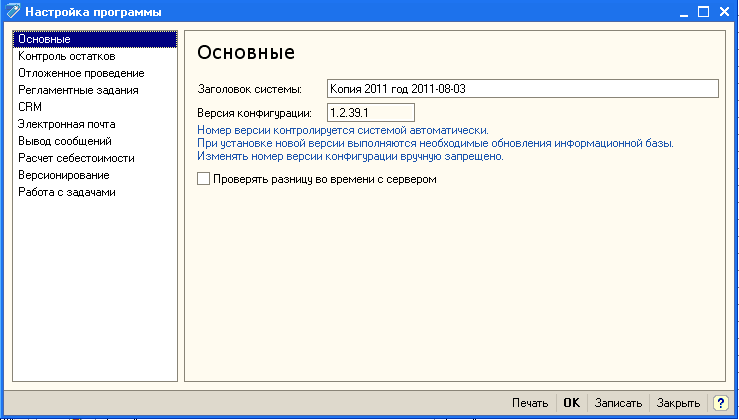 Настройка программы
Основные
Контроль остатков
Отложенное проведение
Регламентные задания
CRM
Электронная почта
Вывод сообщений
Расчет себестоимости
Версионирование
Работа с задачами
Основные
Заголовок системы: Копия 2011 год 2011-08-03
Версия конфигурации: 1.2.39.1
Номер версии контролируется системой автоматически.
При установке новой версии выполняются необходимые обновления информационной базы.
Изменять номер версии конфигурации вручную запрещено.
Проверять разницу во времени с сервером
Печать OK Записать Закрыть ?